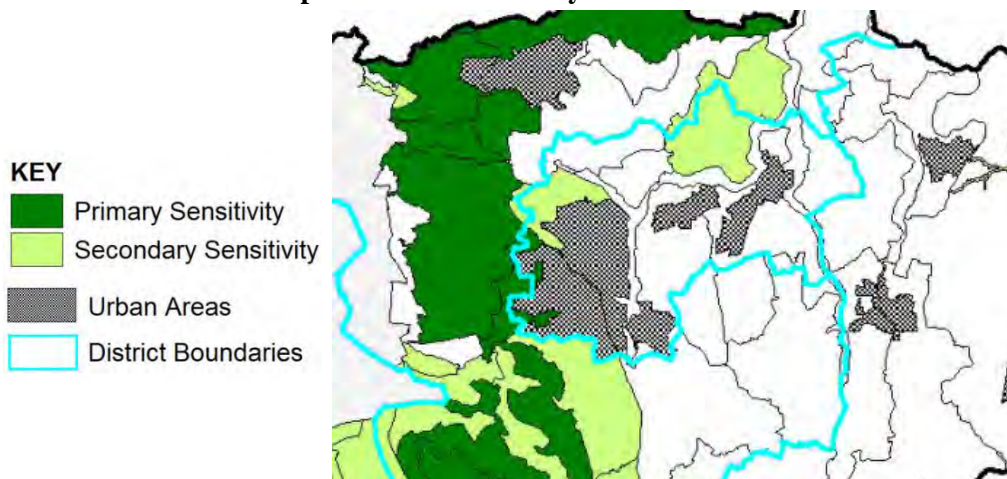 KEY
Primary Sensitivity
Secondary Sensitivity
Urban Areas
District Boundaries